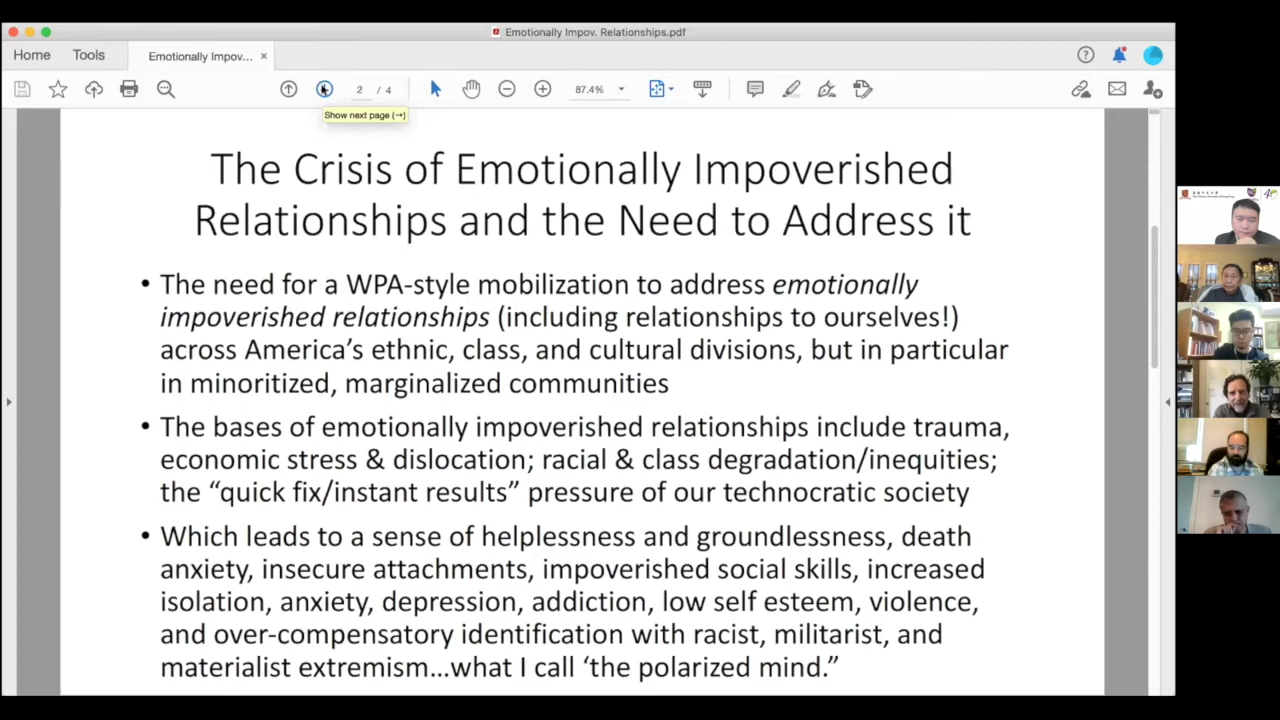 Emotionally Impov. Relationships.pdf
Home Tools Emotionally Impov... ×
2 / 4 87.4%
Show next page (→)
The Crisis of Emotionally Impoverished
Relationships and the Need to Address it
• The need for a WPA-style mobilization to address emotionally
impoverished relationships (including relationships to ourselves!)
across America’s ethnic, class, and cultural divisions, but in particular
in minoritized, marginalized communities
• The bases of emotionally impoverished relationships include trauma,
economic stress & dislocation; racial & class degradation/inequities;
the “quick fix/instant results” pressure of our technocratic society
• Which leads to a sense of helplessness and groundlessness, death
anxiety, insecure attachments, impoverished social skills, increased
isolation, anxiety, depression, addiction, low self esteem, violence,
and over-compensatory identification with racist, militarist, and
materialist extremism…what I call ‘the polarized mind.”